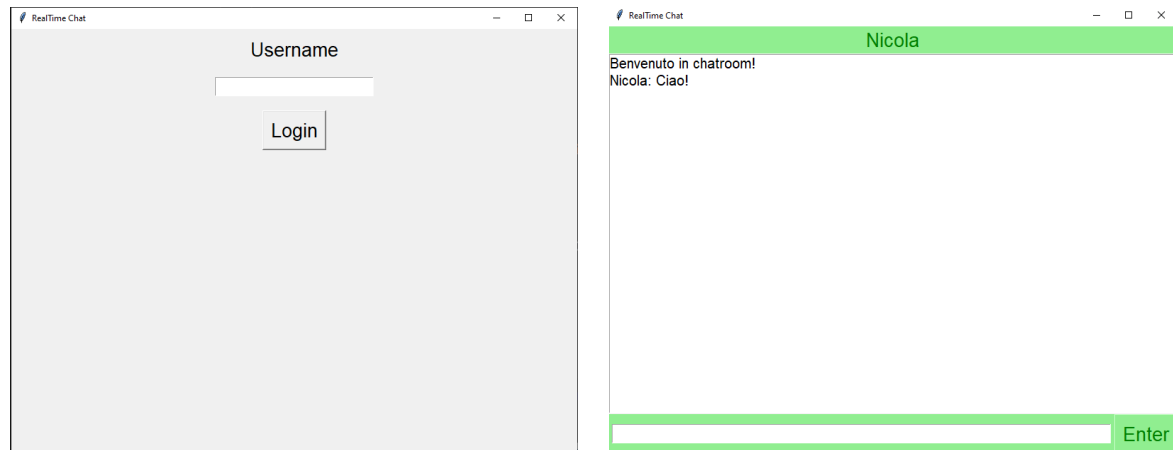 RealTime Chat
Username
Login
RealTime Chat
Nicola
Benvenuto in chatroom!
Nicola: Ciao!
Enter